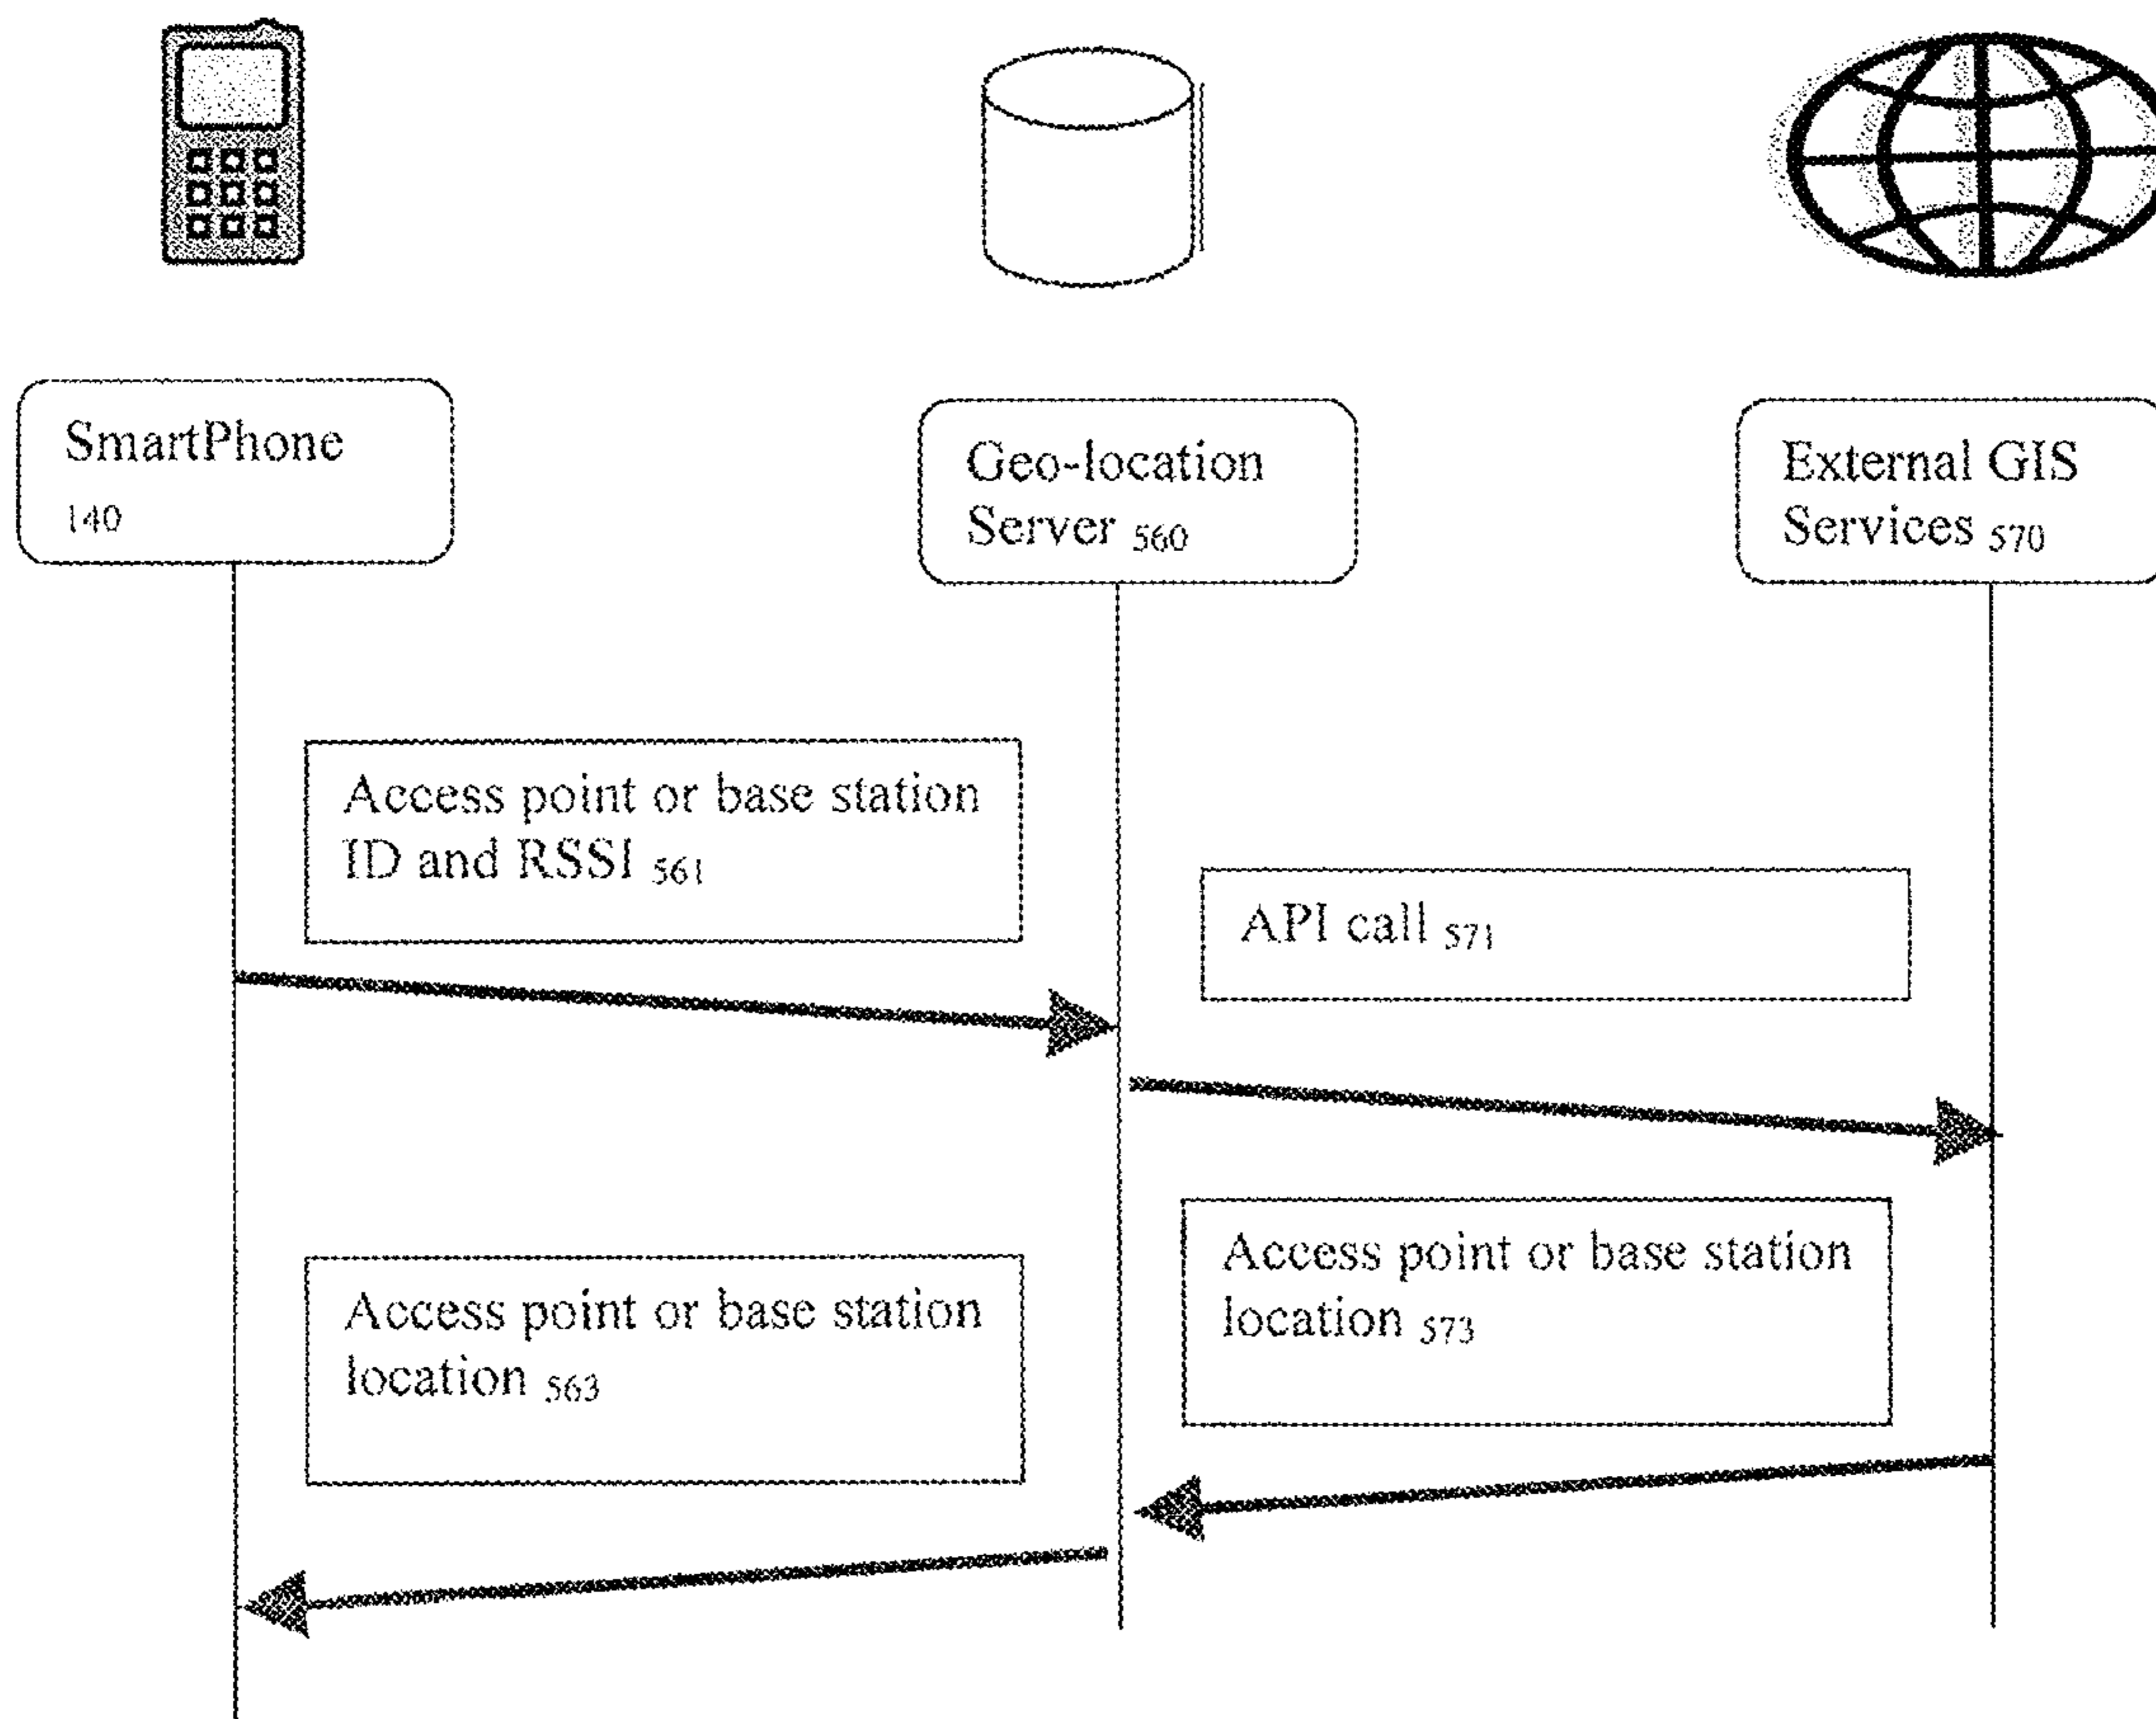 SmartPhone
140
Geo-location
Server 560
External GIS
Services 570
Access point or base station
ID and RSSI 561
API call 571
Access point or base station
location 573
Access point or base station
location 563